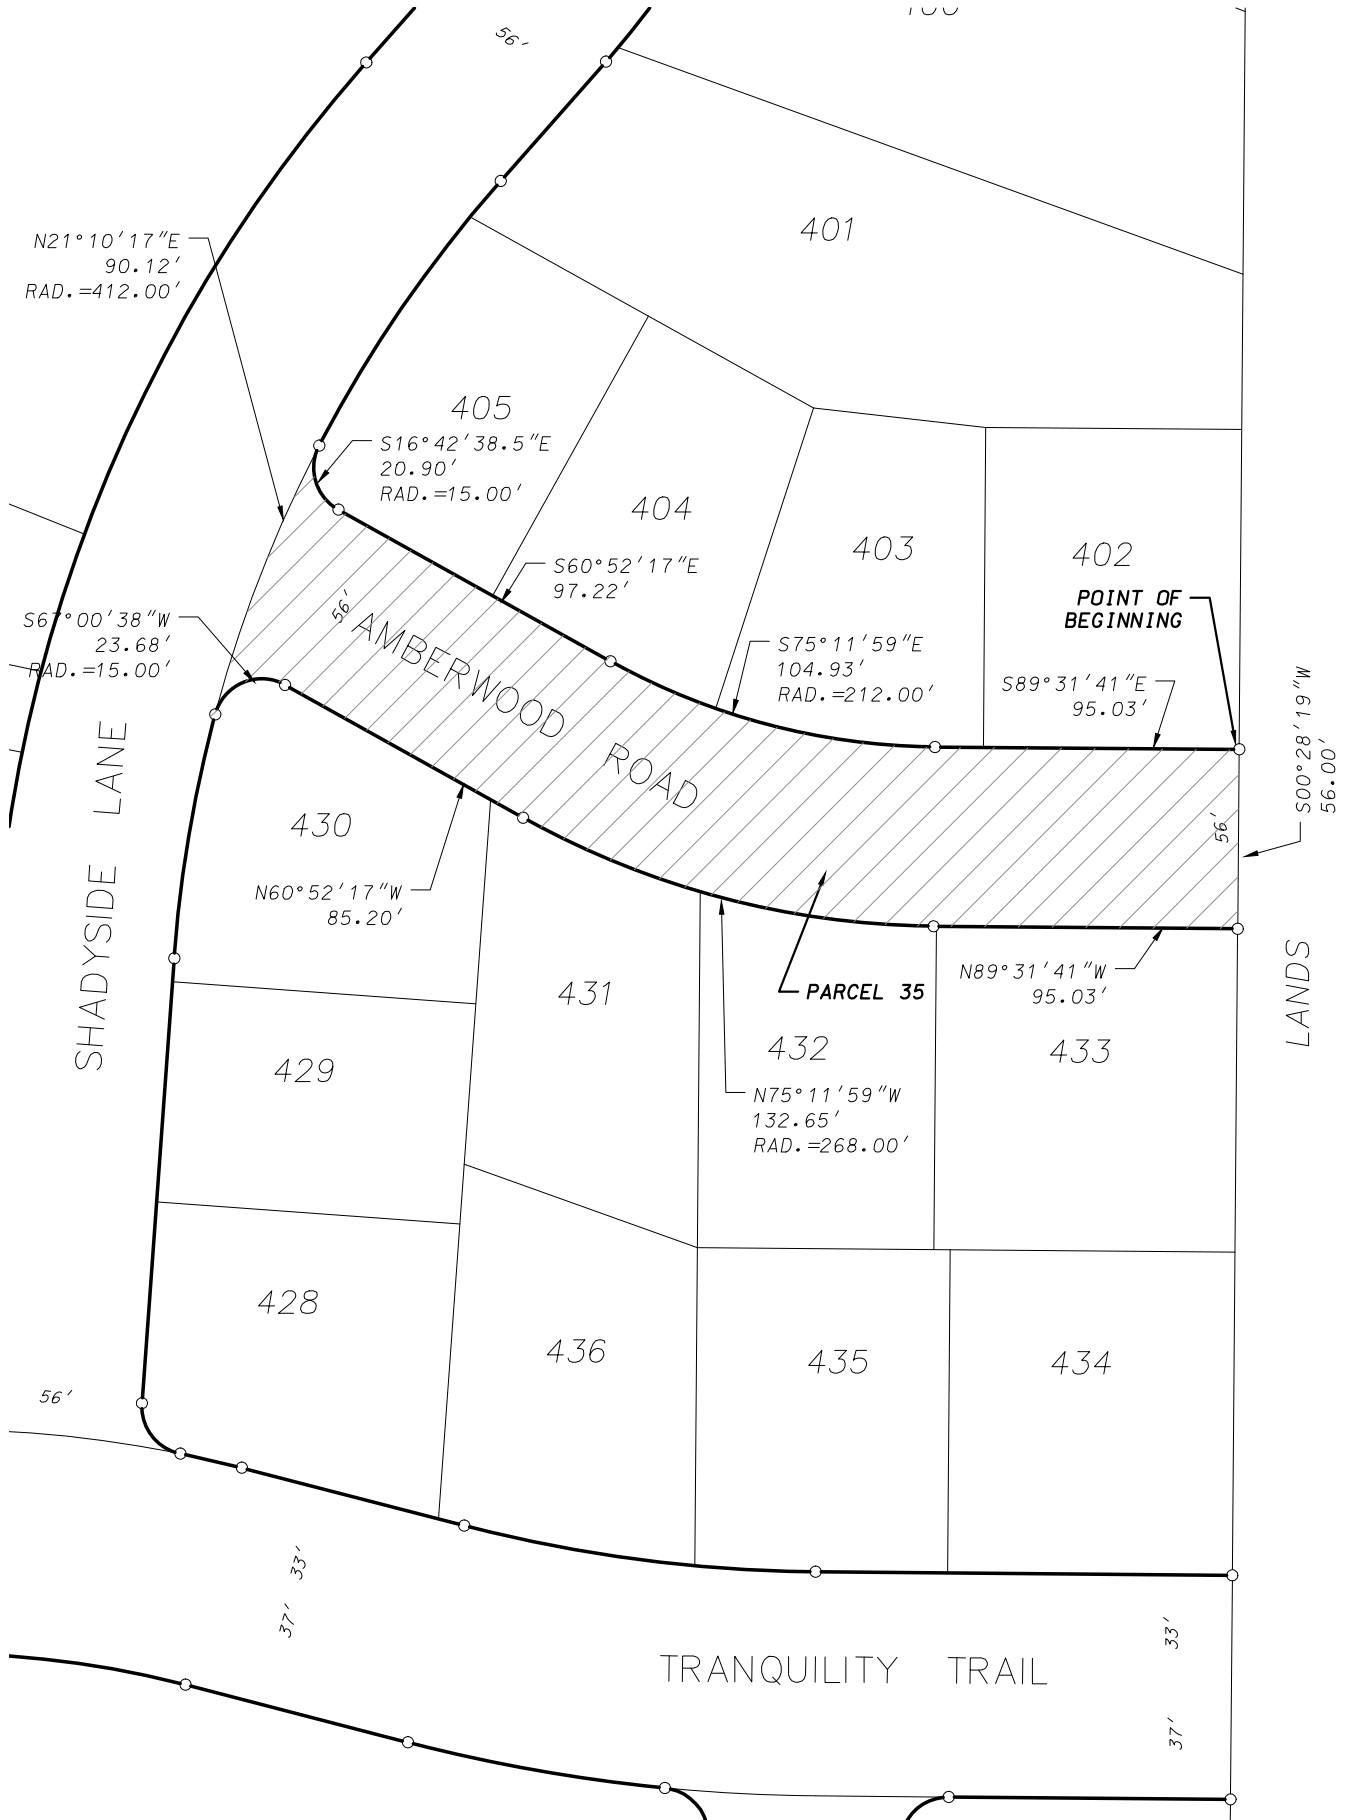 56'
401
N21°10'17"E
90.12'
RAD.=412.00'
405
S16°42'38.5"E
20.90'
RAD.=15.00'
404
403
402
S60°52'17"E
97.22'
POINT OF
BEGINNING
S67°00'38"W
23.68'
RAD.=15.00'
56'
AMBERWOOD ROAD
S75°11'59"E
104.93'
RAD.=212.00'
S89°31'41"E
95.03'
S00°28'19"W
56.00'
56'
430
N60°52'17"W
85.20'
SHADYSIDE LANE
431
PARCEL 35
N89°31'41"W
95.03'
LANDS
432
433
429
N75°11'59"W
132.65'
RAD.=268.00'
428
436
435
434
56'
33'
37'
33'
TRANQUILITY TRAIL
37'